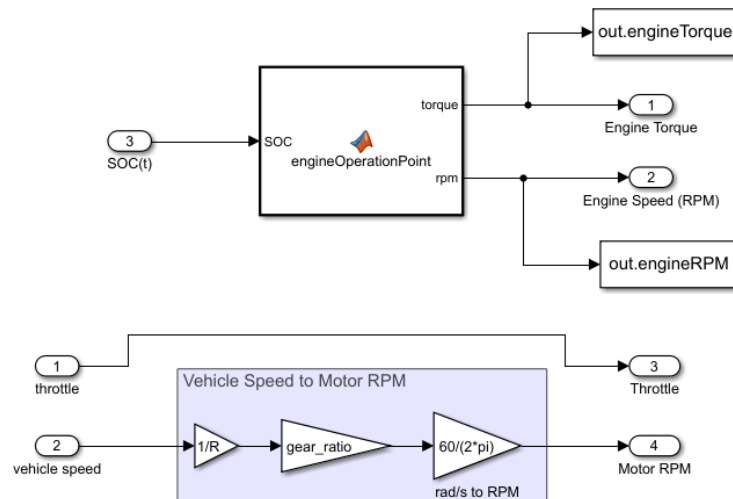 out.engineTorque
torque
1
Engine Torque
3
SOC(t)
SOC
engineOperationPoint
rpm
2
Engine Speed (RPM)
out.engineRPM
1
throttle
3
Throttle
Vehicle Speed to Motor RPM
2
vehicle speed
1/R
gear_ratio
60/(2*pi)
rad/s to RPM
4
Motor RPM